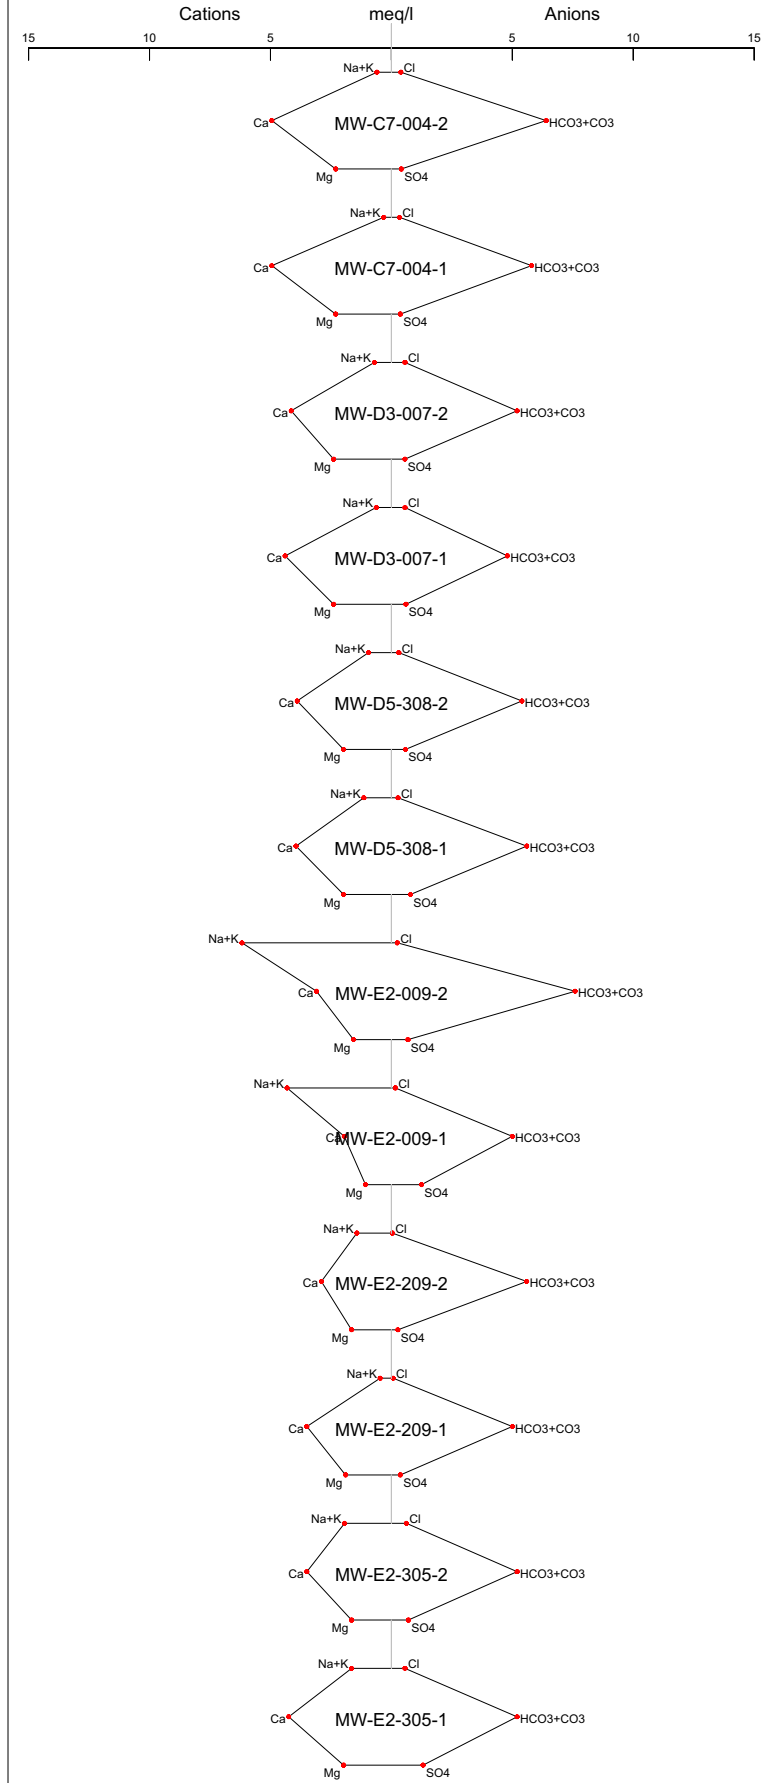 Cations meq/l Anions
15 10 5 5 10 15
Na+K Cl
Ca MW-C7-004-2 HCO3+CO3
Mg SO4
Na+K Cl
Ca MW-C7-004-1 HCO3+CO3
Mg SO4
Na+K Cl
Ca MW-D3-007-2 HCO3+CO3
Mg SO4
Na+K Cl
Ca MW-D3-007-1 HCO3+CO3
Mg SO4
Na+K Cl
Ca MW-D5-308-2 HCO3+CO3
Mg SO4
Na+K Cl
Ca MW-D5-308-1 HCO3+CO3
Mg SO4
Na+K Cl
Ca MW-E2-009-2 HCO3+CO3
Mg SO4
Na+K Cl
Ca MW-E2-009-1 HCO3+CO3
Mg SO4
Na+K Cl
Ca MW-E2-209-2 HCO3+CO3
Mg SO4
Na+K Cl
Ca MW-E2-209-1 HCO3+CO3
Mg SO4
Na+K Cl
Ca MW-E2-305-2 HCO3+CO3
Mg SO4
Na+K Cl
Ca MW-E2-305-1 HCO3+CO3
Mg SO4